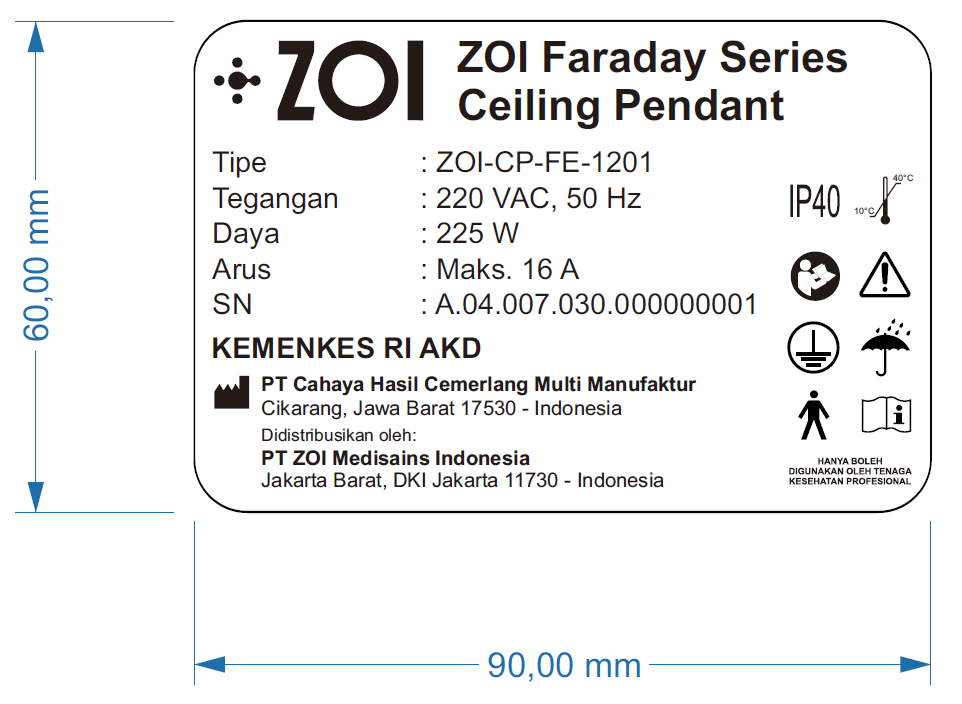 ZOI
ZOI Faraday Series
Ceiling Pendant
Tipe : ZOI-CP-FE-1201
Tegangan : 220 VAC, 50 Hz
Daya : 225 W
Arus : Maks. 16 A
SN : A.04.007.030.000000001
IP40
40°C
10°C
KEMENKES RI AKD
PT Cahaya Hasil Cemerlang Multi Manufaktur
Cikarang, Jawa Barat 17530 - Indonesia
Didistribusikan oleh:
PT ZOI Medisains Indonesia
Jakarta Barat, DKI Jakarta 11730 - Indonesia
HANYA BOLEH
DIGUNAKAN OLEH TENAGA
KESEHATAN PROFESIONAL
60,00 mm
90,00 mm